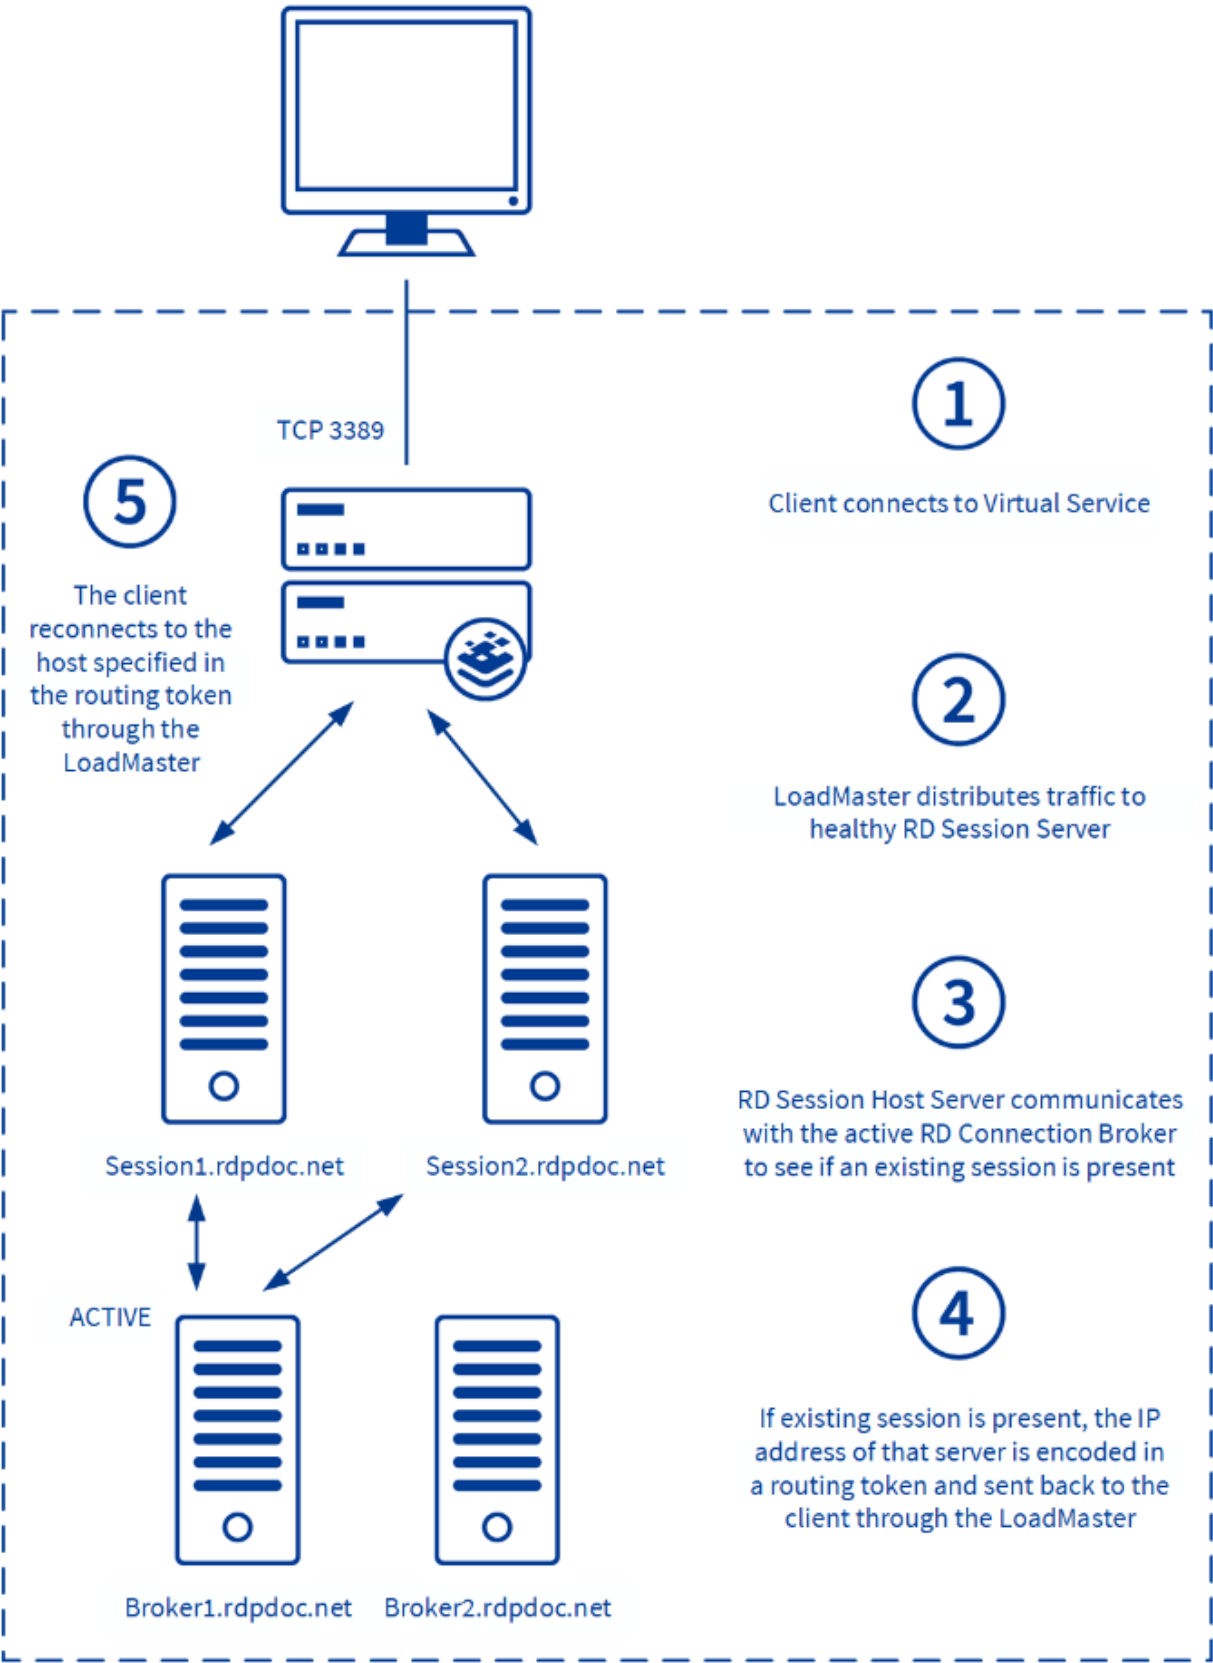 TCP 3389
1
Client connects to Virtual Service
5
The client
reconnects to the
host specified in
the routing token
through the
LoadMaster
2
LoadMaster distributes traffic to
healthy RD Session Server
3
RD Session Host Server communicates
with the active RD Connection Broker
to see if an existing session is present
Session1.rdpdoc.net
Session2.rdpdoc.net
4
If existing session is present, the IP
address of that server is encoded in
a routing token and sent back to the
client through the LoadMaster
ACTIVE
Broker1.rdpdoc.net
Broker2.rdpdoc.net